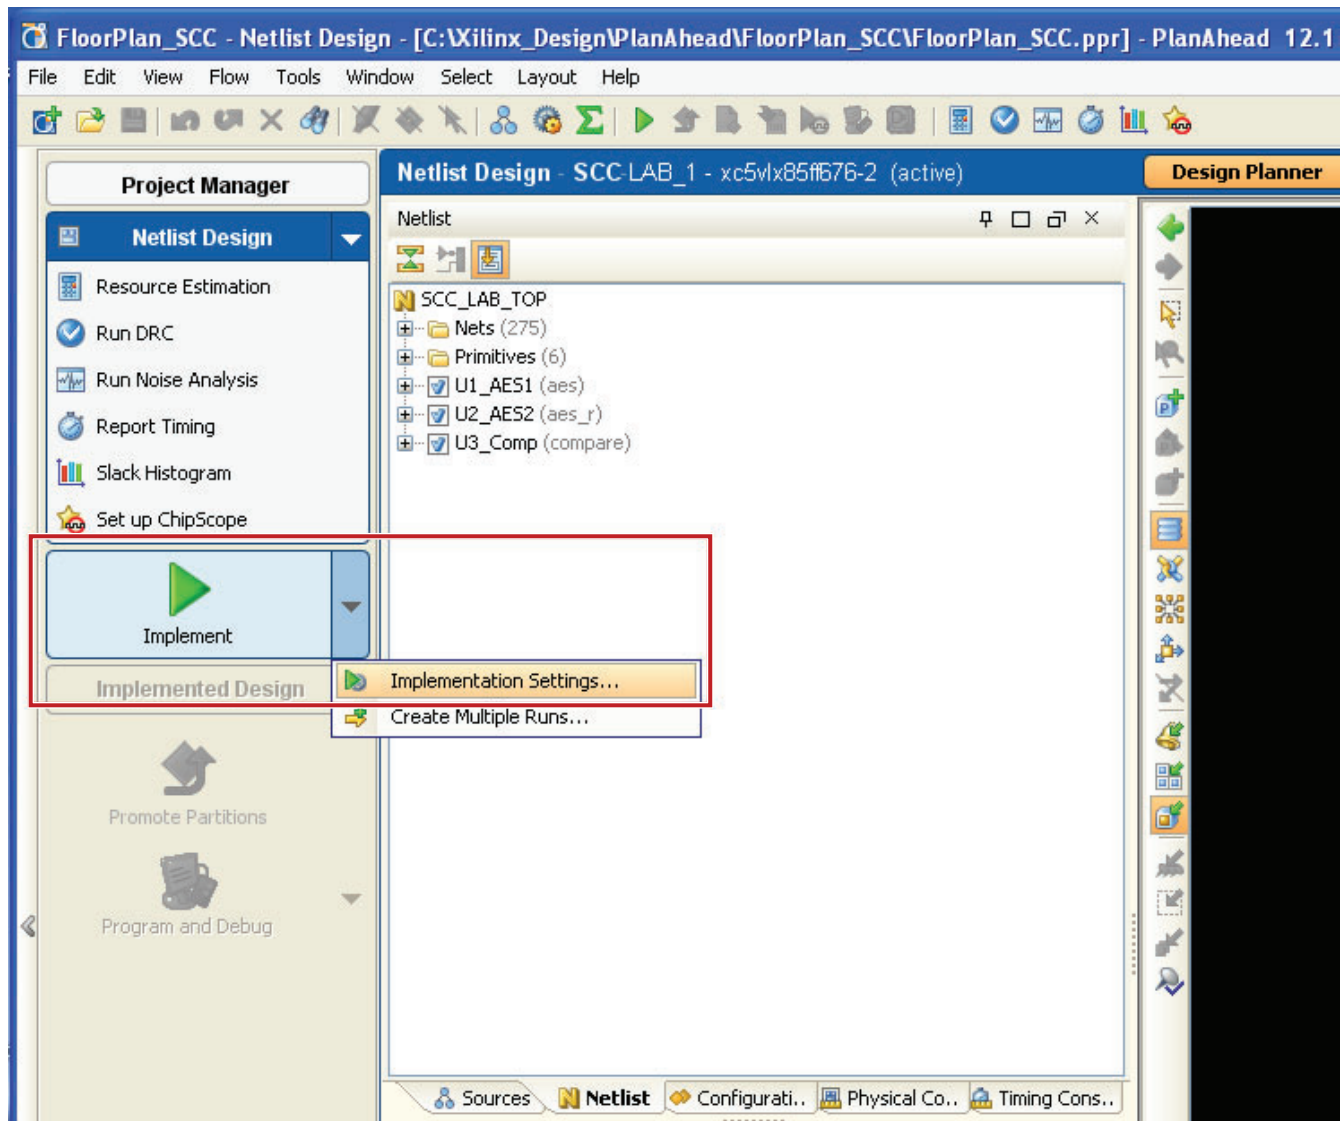 FloorPlan_SCC - Netlist Design - [C:\Xilinx_Design\PlanAhead\FloorPlan_SCC\FloorPlan_SCC.ppr] - PlanAhead 12.1
File Edit View Flow Tools Window Select Layout Help
Project Manager
Netlist Design
Resource Estimation
Run DRC
Run Noise Analysis
Report Timing
Slack Histogram
Set up ChipScope
Implement
Implemented Design
Promote Partitions
Program and Debug
Netlist Design - SCC-LAB_1 - xc5vlx85ff676-2 (active)
Netlist
SCC_LAB_TOP
Nets (275)
Primitives (6)
U1_AES1 (aes)
U2_AES2 (aes_r)
U3_Comp (compare)
Implementation Settings...
Create Multiple Runs...
Sources Netlist Configurati.. Physical Co.. Timing Cons..
Design Planner